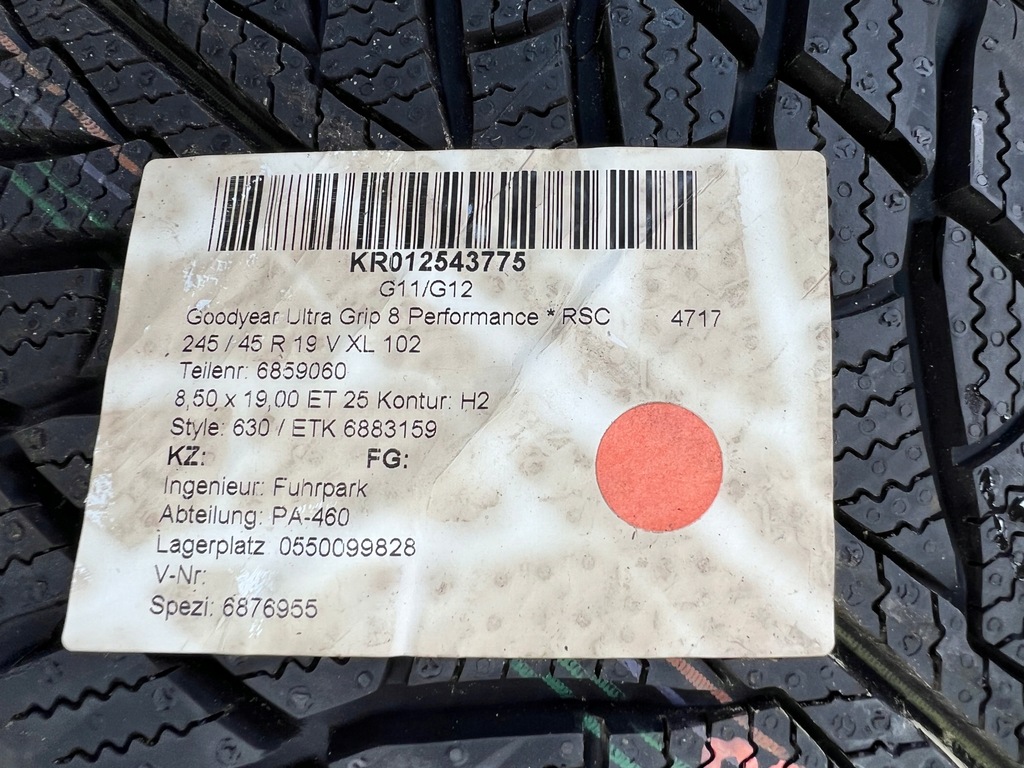 KR012543775
G11/G12
Goodyear Ultra Grip 8 Performance * RSC 4717
245 / 45 R 19 V XL 102
Teilenr: 6859060
8,50 x 19,00 ET 25 Kontur: H2
Style: 630 / ETK 6883159
KZ: FG:
Ingenieur: Fuhrpark
Abteilung: PA-460
Lagerplatz: 0550099828
V-Nr:
Spezi: 6876955